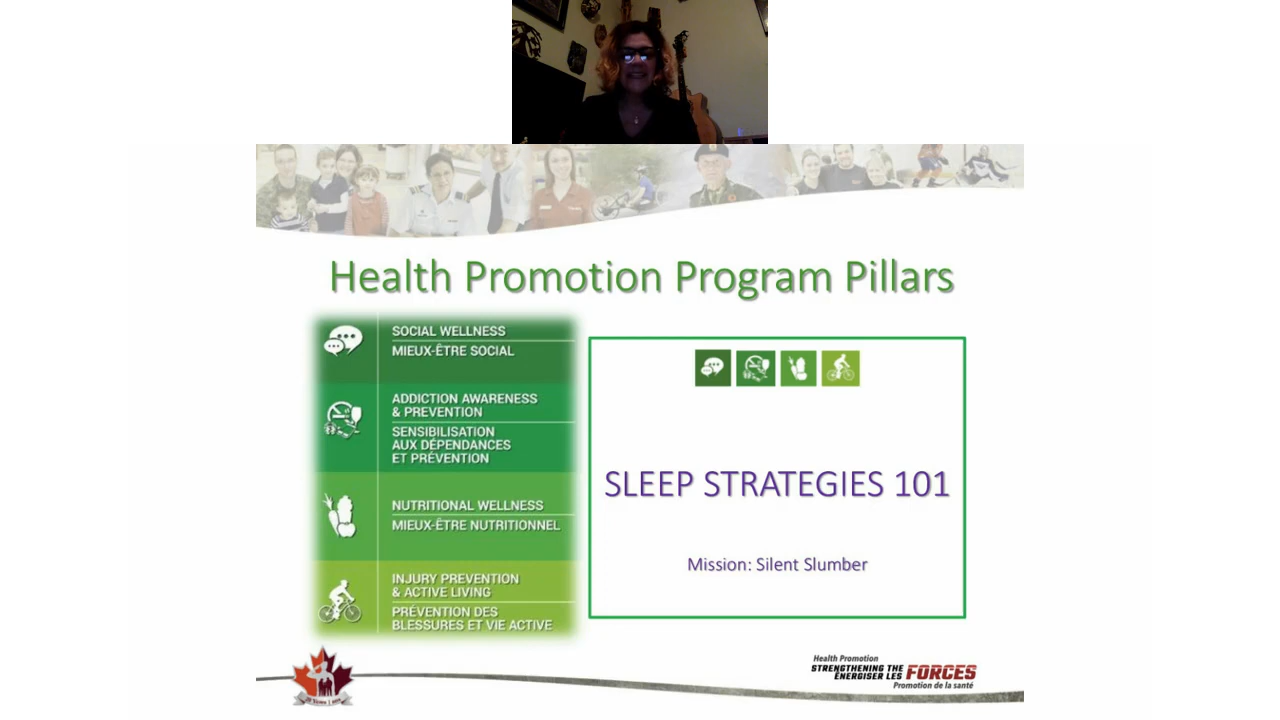 Health Promotion Program Pillars
SOCIAL WELLNESS
MIEUX-ÊTRE SOCIAL
ADDICTION AWARENESS
& PREVENTION
SENSIBILISATION
AUX DÉPENDANCES
ET PRÉVENTION
NUTRITIONAL WELLNESS
MIEUX-ÊTRE NUTRITIONNEL
INJURY PREVENTION
& ACTIVE LIVING
PRÉVENTION DES
BLESSURES ET VIE ACTIVE
SLEEP STRATEGIES 101
Mission: Silent Slumber
Health Promotion
STRENGTHENING THE
ÉNERGISER LES
FORCES
Promotion de la santé